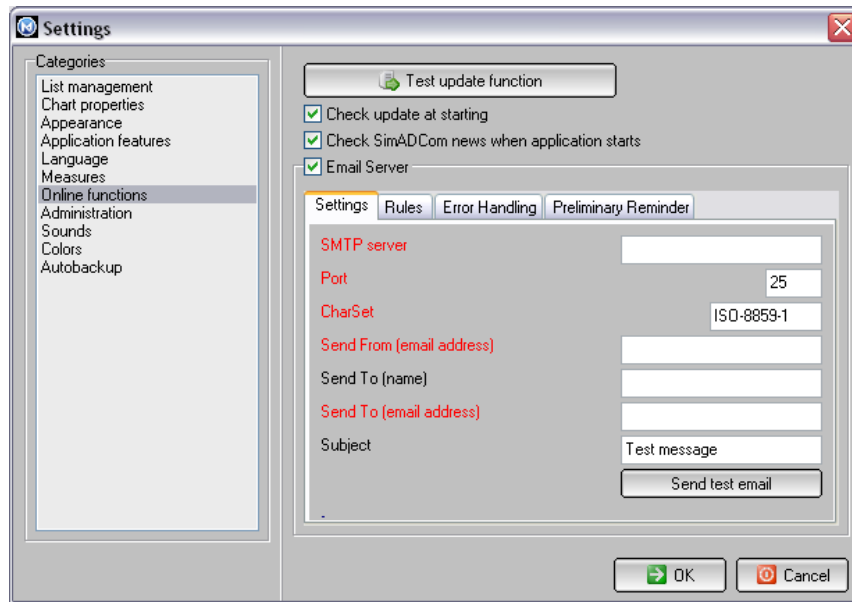 Settings
Categories
List management
Chart properties
Appearance
Application features
Language
Measures
Online functions
Administration
Sounds
Colors
Autobackup
Test update function
Check update at starting
Check SimADCom news when application starts
Email Server
Settings Rules Error Handling Preliminary Reminder
SMTP server
Port 25
CharSet ISO-8859-1
Send From (email address)
Send To (name)
Send To (email address)
Subject Test message
Send test email
OK Cancel